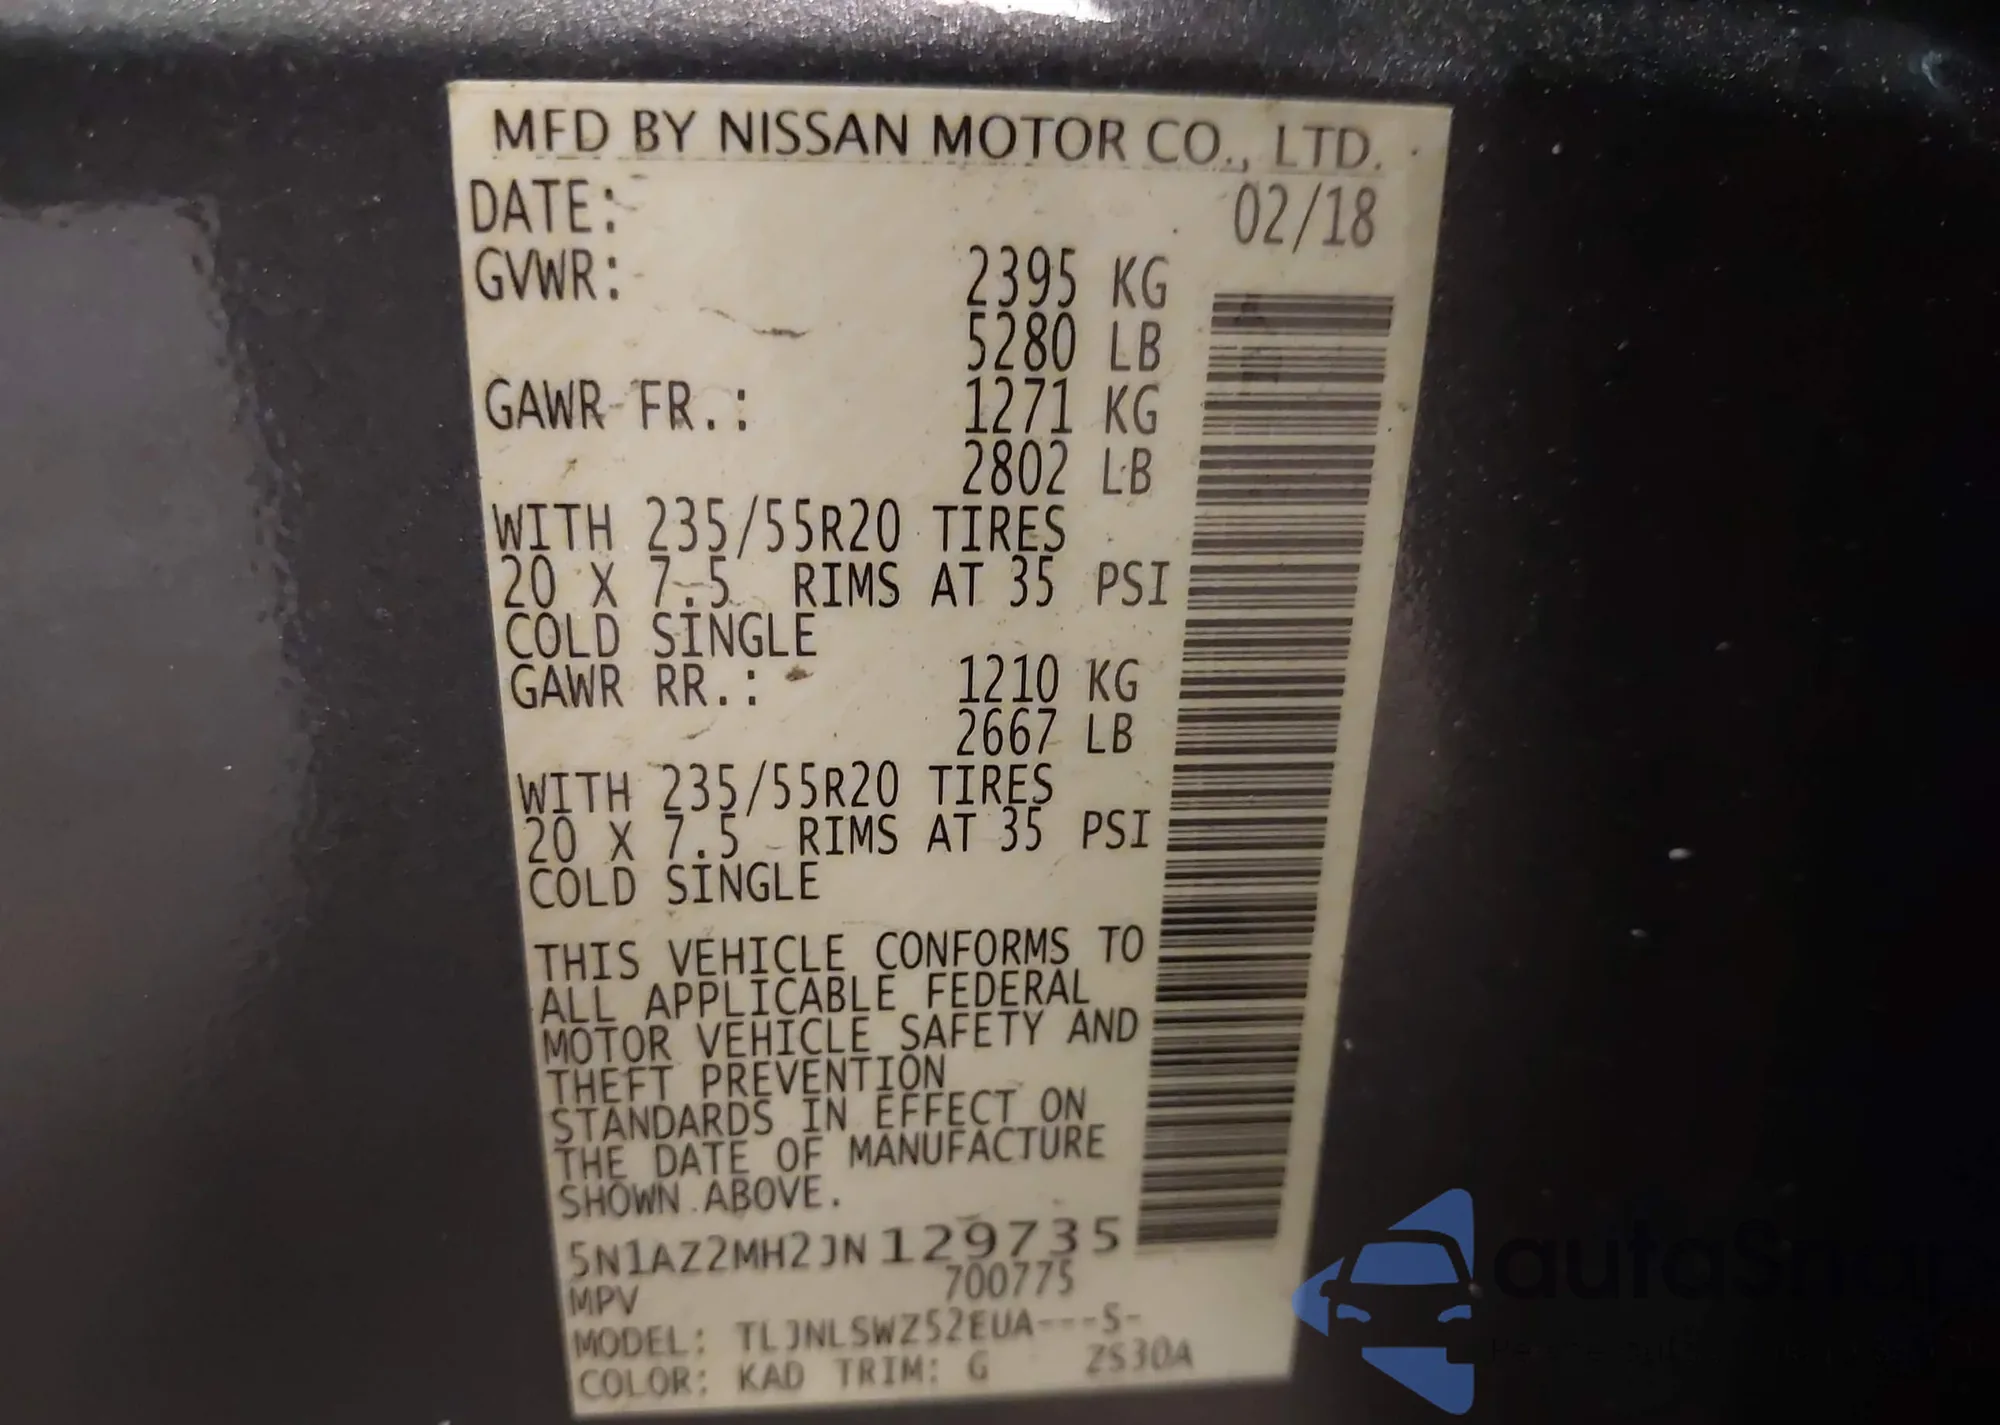 MFD BY NISSAN MOTOR CO., LTD.
DATE: 02/18
GVWR: 2395 KG
5280 LB
GAWR FR.: 1271 KG
2802 LB
WITH 235/55R20 TIRES
20 X 7.5 RIMS AT 35 PSI
COLD SINGLE
GAWR RR.: 1210 KG
2667 LB
WITH 235/55R20 TIRES
20 X 7.5 RIMS AT 35 PSI
COLD SINGLE
THIS VEHICLE CONFORMS TO
ALL APPLICABLE FEDERAL
MOTOR VEHICLE SAFETY AND
THEFT PREVENTION
STANDARDS IN EFFECT ON
THE DATE OF MANUFACTURE
SHOWN ABOVE.
5N1AZ2MH2JN129735
MPV 700775
MODEL: TLJNLSWZ52EUA---S-
COLOR: KAD TRIM: G ZS30A
autaSnaj